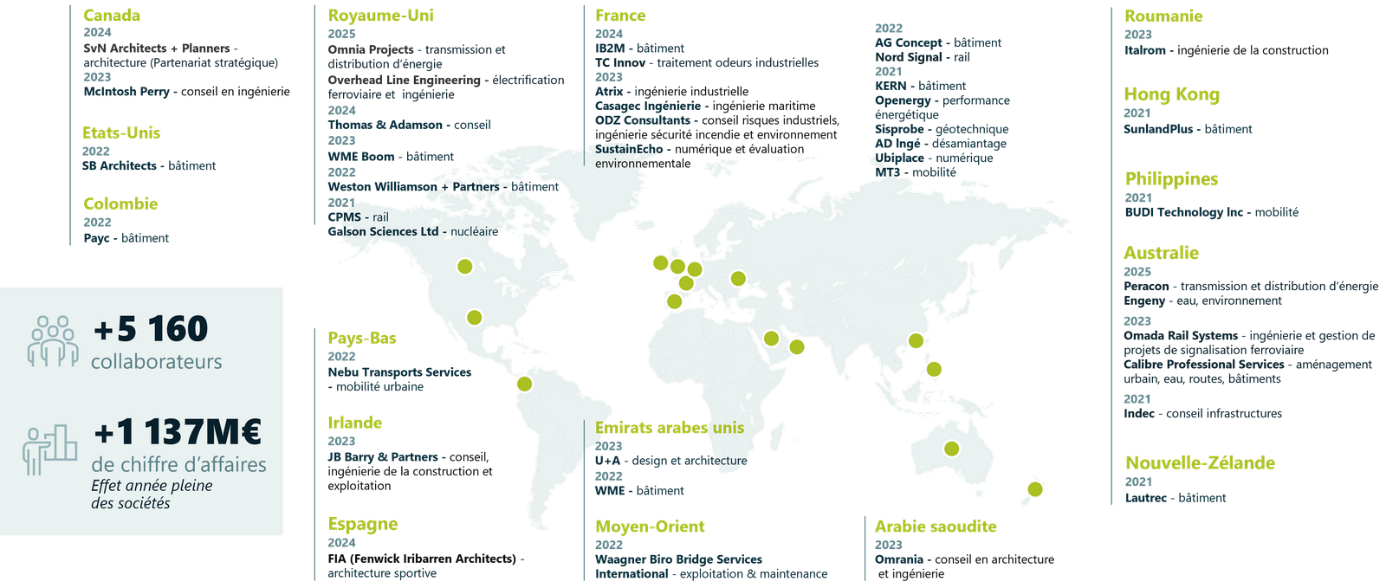 Canada
2024
SvN Architects + Planners -
architecture (Partenariat stratégique)
2023
McIntosh Perry - conseil en ingénierie
Etats-Unis
2022
SB Architects - bâtiment
Colombie
2022
Payc - bâtiment
+5 160
collaborateurs
+1 137M€
de chiffre d’affaires
Effet année pleine
des sociétés
Royaume-Uni
2025
Omnia Projects - transmission et
distribution d’énergie
Overhead Line Engineering - électrification
ferroviaire et ingénierie
2024
Thomas & Adamson - conseil
2023
WME Boom - bâtiment
2022
Weston Williamson + Partners - bâtiment
2021
CPMS - rail
Galson Sciences Ltd - nucléaire
Pays-Bas
2022
Nebu Transports Services
- mobilité urbaine
Irlande
2023
JB Barry & Partners - conseil,
ingénierie de la construction et
exploitation
Espagne
2024
FIA (Fenwick Iribarren Architects) -
architecture sportive
France
2024
IB2M - bâtiment
TC Innov - traitement odeurs industrielles
2023
Atrix - ingénierie industrielle
Casagec Ingénierie - ingénierie maritime
ODZ Consultants - conseil risques industriels,
ingénierie sécurité incendie et environnement
SustainEcho - numérique et évaluation
environnementale
2022
AG Concept - bâtiment
Nord Signal - rail
2021
KERN - bâtiment
Openergy - performance
énergétique
Sisprobe - géotechnique
AD Ingé - désamiantage
Ubiplace - numérique
MT3 - mobilité
Emirats arabes unis
2023
U+A - design et architecture
2022
WME - bâtiment
Moyen-Orient
2022
Waagner Biro Bridge Services
International - exploitation & maintenance
Arabie saoudite
2023
Omrania - conseil en architecture
et ingénierie
Roumanie
2023
Italrom - ingénierie de la construction
Hong Kong
2021
SunlandPlus - bâtiment
Philippines
2021
BUDI Technology Inc - mobilité
Australie
2025
Peracon - transmission et distribution d’énergie
Engeny - eau, environnement
2023
Omada Rail Systems - ingénierie et gestion de
projets de signalisation ferroviaire
Calibre Professional Services - aménagement
urbain, eau, routes, bâtiments
2021
Indec - conseil infrastructures
Nouvelle-Zélande
2021
Lautrec - bâtiment